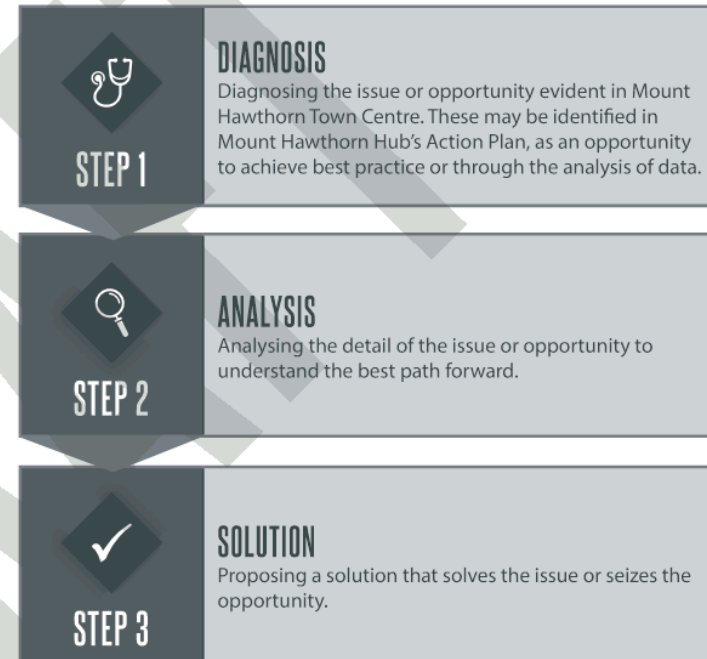 STEP 1
DIAGNOSIS
Diagnosing the issue or opportunity evident in Mount
Hawthorn Town Centre. These may be identified in
Mount Hawthorn Hub's Action Plan, as an opportunity
to achieve best practice or through the analysis of data.
STEP 2
ANALYSIS
Analysing the detail of the issue or opportunity to
understand the best path forward.
STEP 3
SOLUTION
Proposing a solution that solves the issue or seizes the
opportunity.